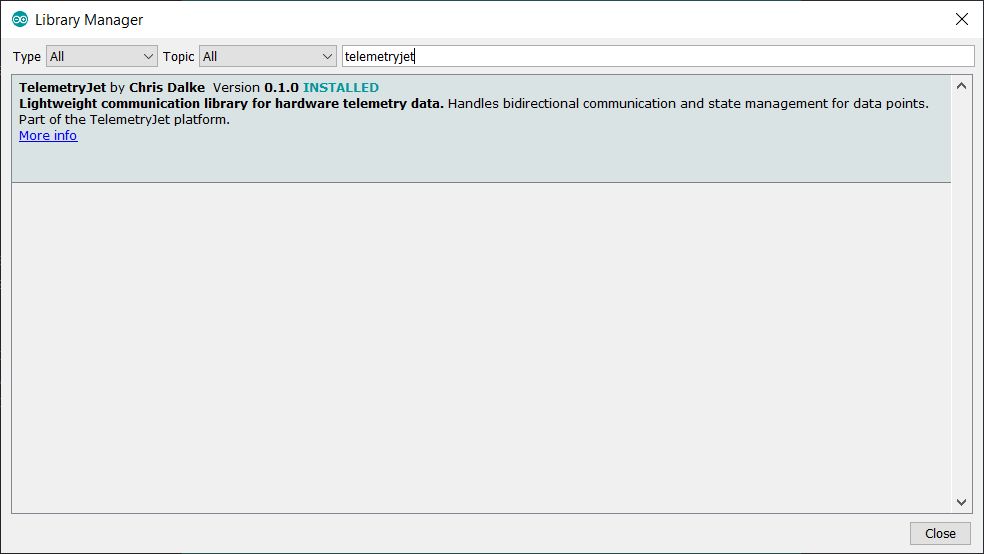 Library Manager
Type All Topic All telemetryjet
TelemetryJet by Chris Dalke Version 0.1.0 INSTALLED
Lightweight communication library for hardware telemetry data. Handles bidirectional communication and state management for data points.
Part of the TelemetryJet platform.
More info
Close